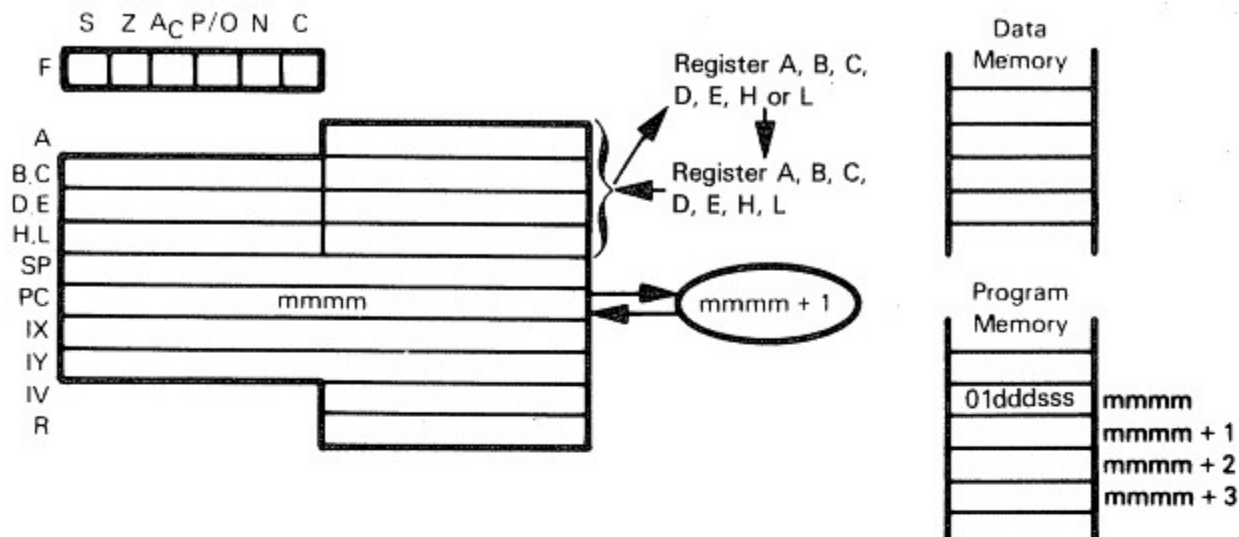 S Z AC P/O N C
F
A
B,C
D,E
H,L
SP
PC
IX
IY
IV
R
mmmm
Register A, B, C,
D, E, H or L
Register A, B, C,
D, E, H, L
mmmm + 1
Data
Memory
Program
Memory
01dddsss
mmmm
mmmm + 1
mmmm + 2
mmmm + 3